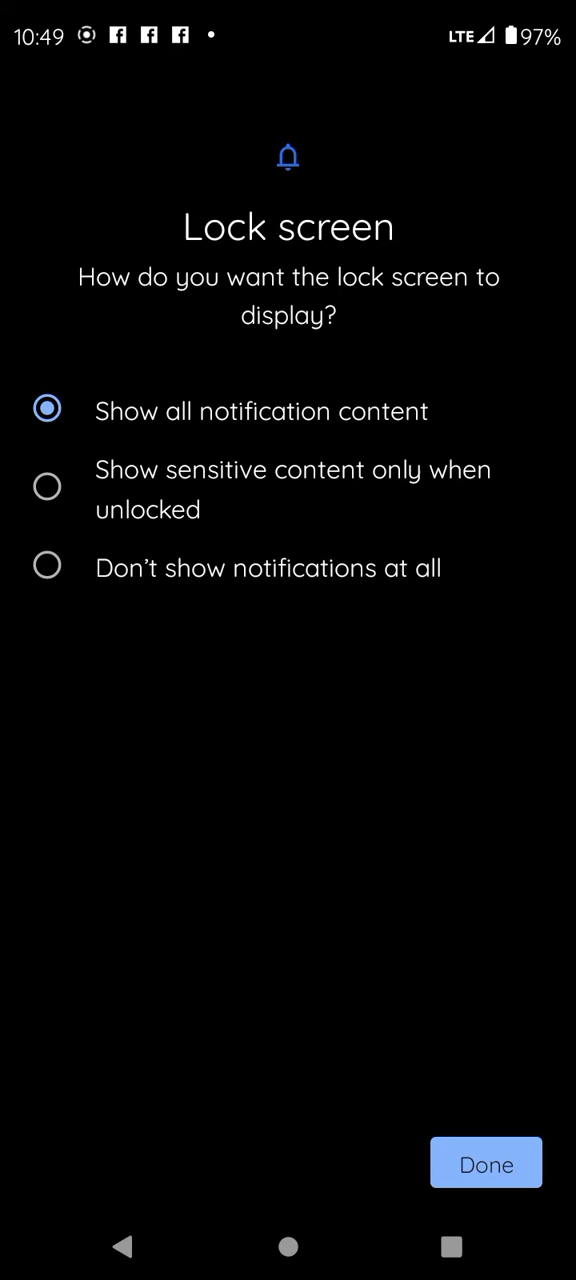 10:49 LTE 97%
Lock screen
How do you want the lock screen to
display?
Show all notification content
Show sensitive content only when
unlocked
Don’t show notifications at all
Done